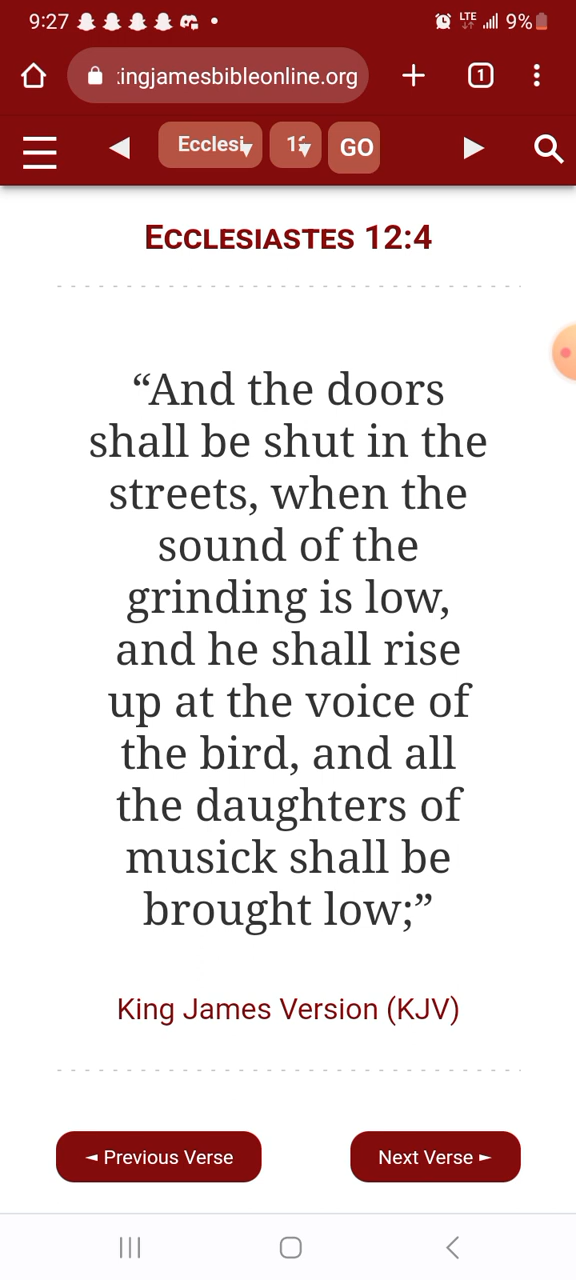 9:27
LTE
9%
:ingjamesbibleonline.org
1
Ecclesi
GO
ECCLESIASTES 12:4
“And the doors
shall be shut in the
streets, when the
sound of the
grinding is low,
and he shall rise
up at the voice of
the bird, and all
the daughters of
musick shall be
brought low;”
King James Version (KJV)
◄ Previous Verse
Next Verse ►